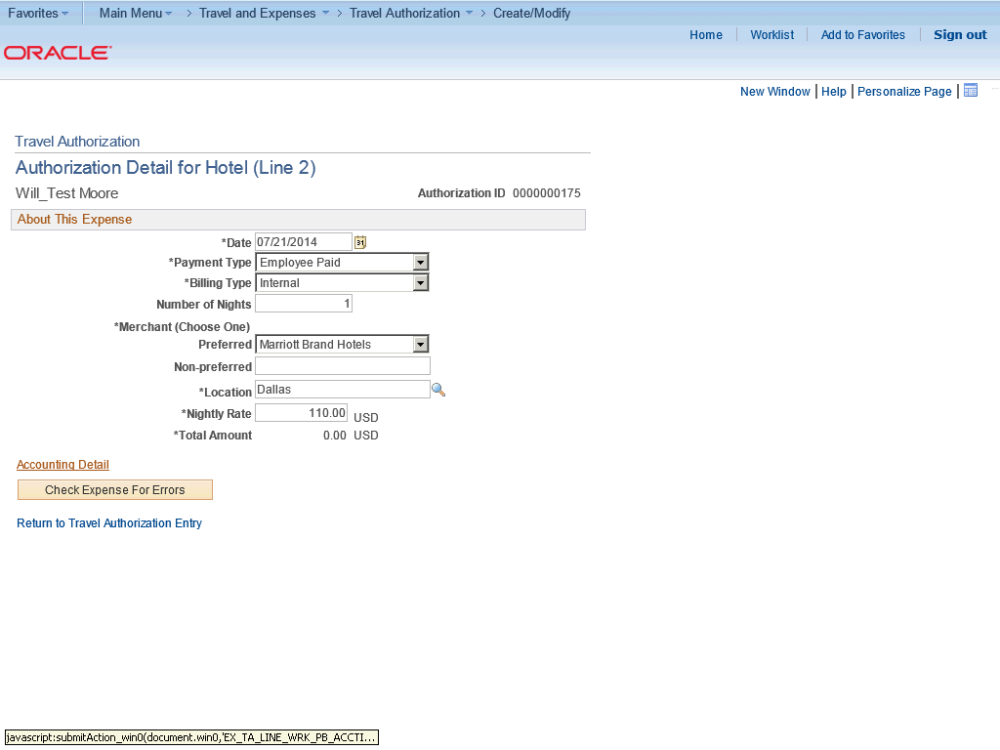 Favorites Main Menu > Travel and Expenses > Travel Authorization > Create/Modify
Home Worklist Add to Favorites Sign out
ORACLE
New Window | Help | Personalize Page |
Travel Authorization
Authorization Detail for Hotel (Line 2)
Will_Test Moore Authorization ID 0000000175
About This Expense
*Date 07/21/2014 31
*Payment Type Employee Paid
*Billing Type Internal
Number of Nights 1
*Merchant (Choose One)
Preferred Marriott Brand Hotels
Non-preferred
*Location Dallas
*Nightly Rate 110.00 USD
*Total Amount 0.00 USD
Accounting Detail
Check Expense For Errors
Return to Travel Authorization Entry
javascript:submitAction_win0(document.win0,'EX_TA_LINE_WRK_PB_ACCTI...